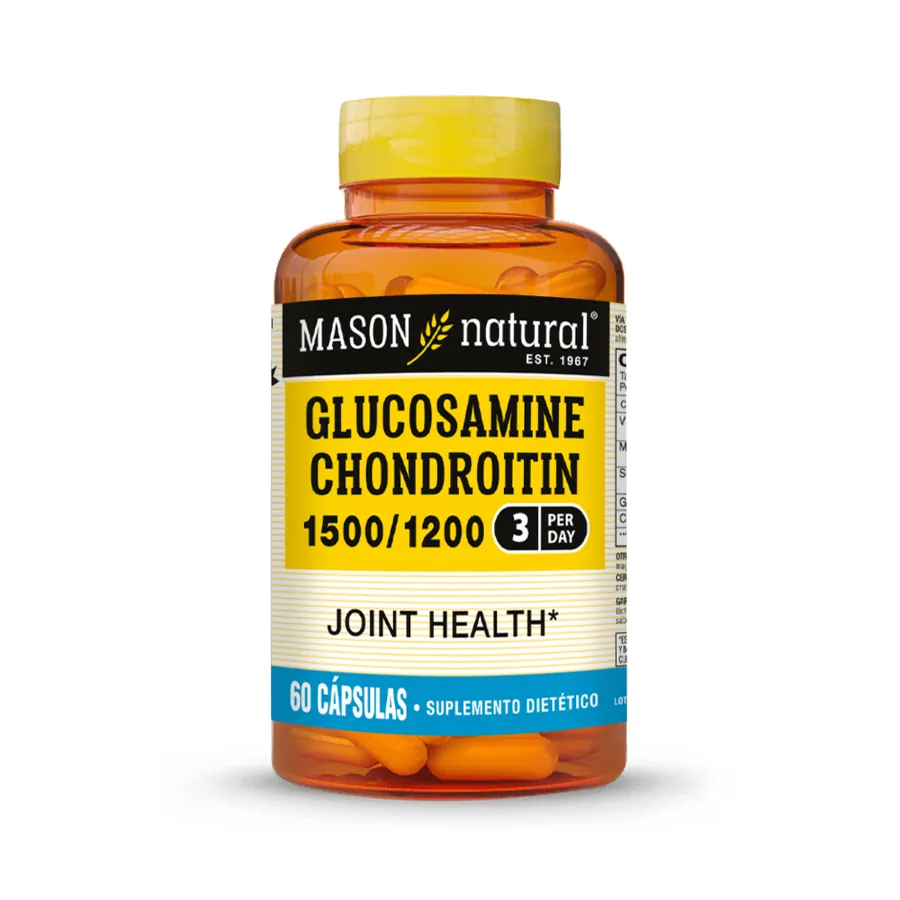 MASON natural®
EST. 1967
GLUCOSAMINE
CHONDROITIN
1500/1200 3 PER DAY
JOINT HEALTH*
60 CÁPSULAS • SUPLEMENTO DIETÉTICO